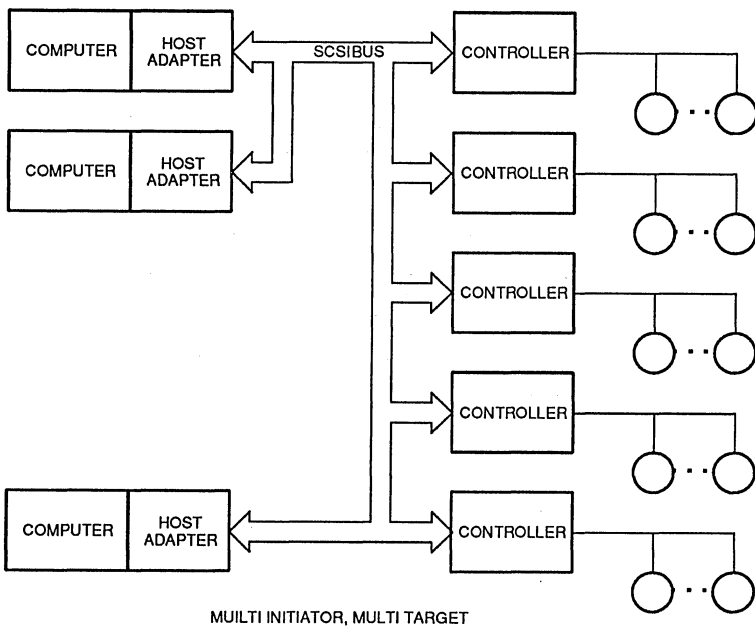 COMPUTER
HOST
ADAPTER
SCSIBUS
CONTROLLER
COMPUTER
HOST
ADAPTER
CONTROLLER
CONTROLLER
CONTROLLER
COMPUTER
HOST
ADAPTER
CONTROLLER
MUILTI INITIATOR, MULTI TARGET